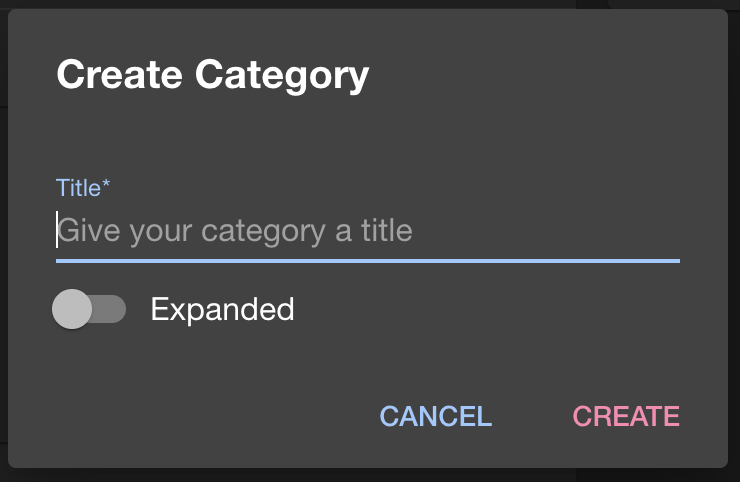 Create Category
Title*
Give your category a title
Expanded
CANCEL CREATE